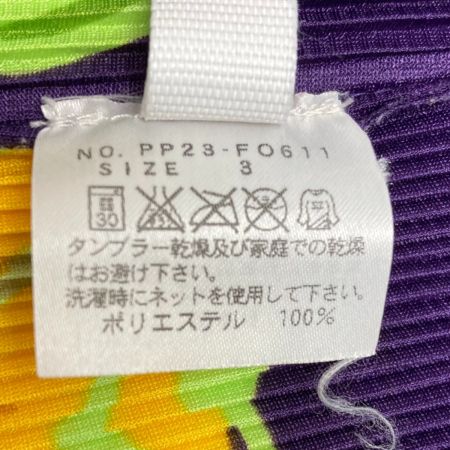 NO. PP23-FO611
SIZE 3
30
タンブラー乾燥及び家庭での乾燥
はお避け下さい。
洗濯時にネットを使用して下さい。
ポリエステル 100%